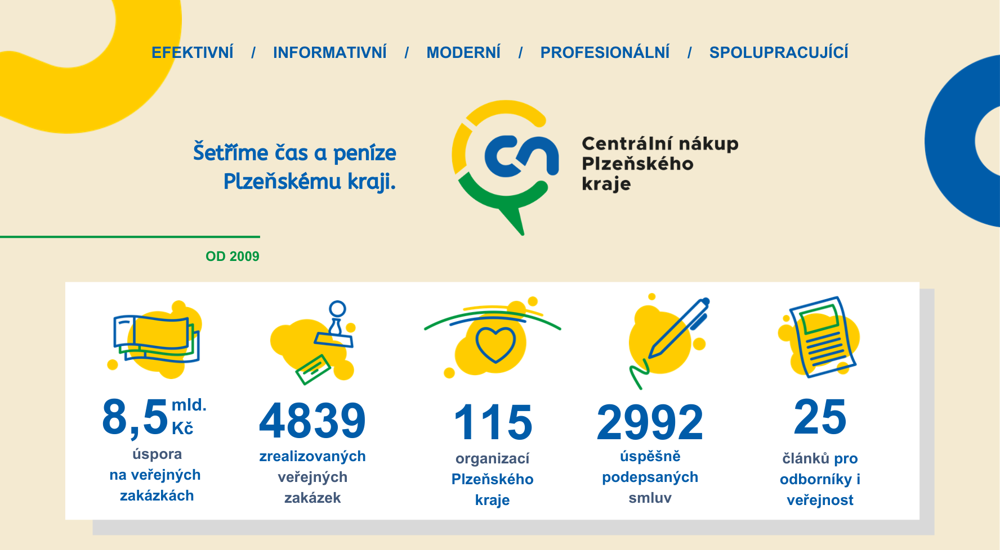 EFEKTIVNÍ / INFORMATIVNÍ / MODERNÍ / PROFESIONÁLNÍ / SPOLUPRACUJÍCÍ
Šetříme čas a peníze
Plzeňskému kraji.
cn
Centrální nákup
Plzeňského
kraje
OD 2009
8,5 mld. Kč
úspora
na veřejných
zakázkách
4839
zrealizovaných
veřejných
zakázek
115
organizací
Plzeňského
kraje
2992
úspěšně
podepsaných
smluv
25
článků pro
odborníky i
veřejnost